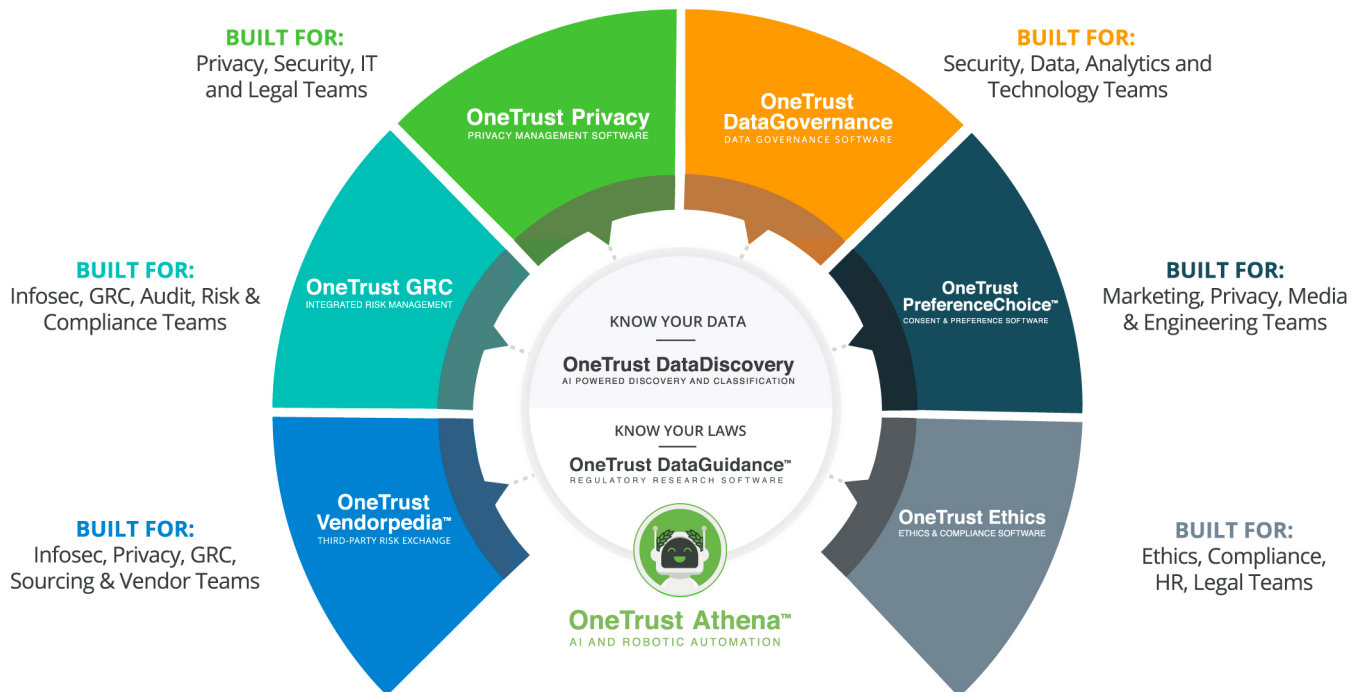 BUILT FOR:
Privacy, Security, IT
and Legal Teams
BUILT FOR:
Security, Data, Analytics and
Technology Teams
OneTrust Privacy
PRIVACY MANAGEMENT SOFTWARE
OneTrust
DataGovernance
DATA GOVERNANCE SOFTWARE
BUILT FOR:
Infosec, GRC, Audit, Risk &
Compliance Teams
OneTrust GRC
INTEGRATED RISK MANAGEMENT
OneTrust
PreferenceChoice™
CONSENT & PREFERENCE SOFTWARE
BUILT FOR:
Marketing, Privacy, Media
& Engineering Teams
KNOW YOUR DATA
OneTrust DataDiscovery
AI POWERED DISCOVERY AND CLASSIFICATION
KNOW YOUR LAWS
OneTrust DataGuidance™
REGULATORY RESEARCH SOFTWARE
BUILT FOR:
Infosec, Privacy, GRC,
Sourcing & Vendor Teams
OneTrust
Vendorpedia™
THIRD-PARTY RISK EXCHANGE
OneTrust Ethics
ETHICS & COMPLIANCE SOFTWARE
BUILT FOR:
Ethics, Compliance,
HR, Legal Teams
OneTrust Athena™
AI AND ROBOTIC AUTOMATION